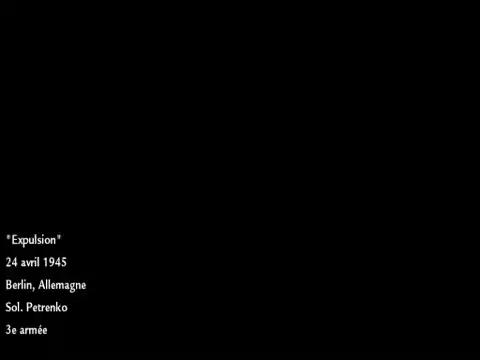 "Expulsion"
24 avril 1945
Berlin, Allemagne
Sol. Petrenko
3e armée